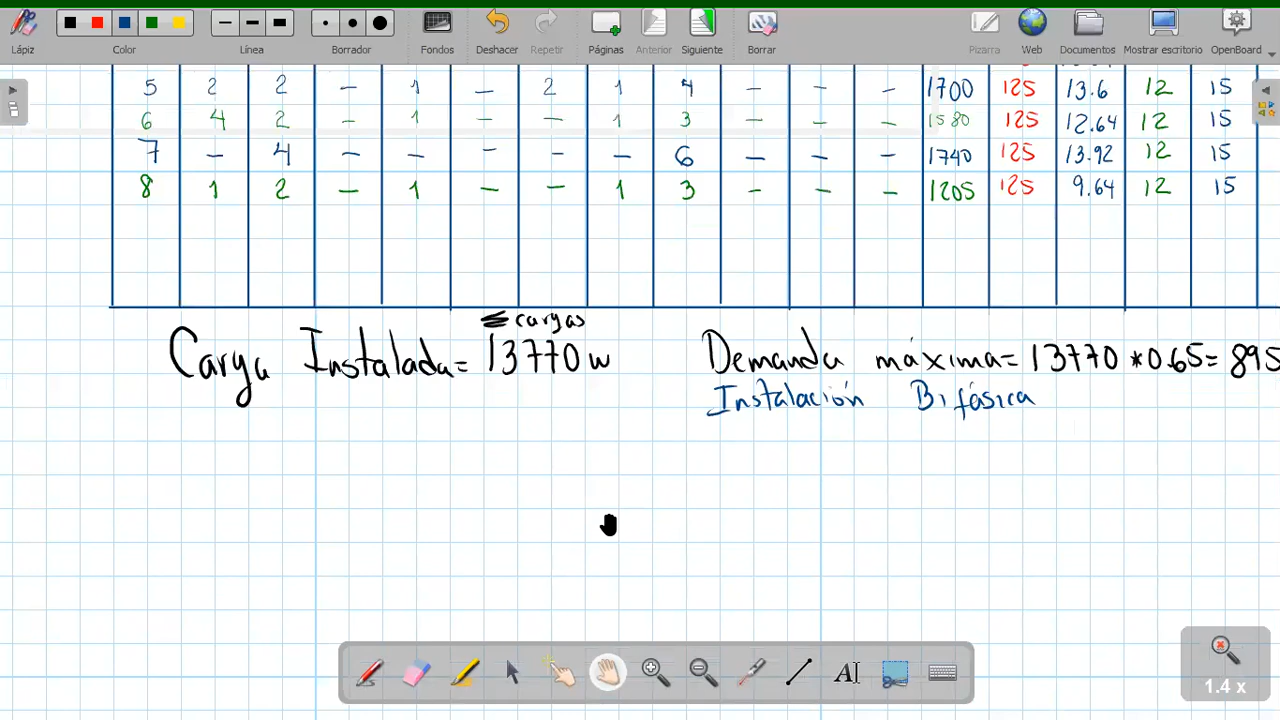 Lápiz Color Línea Borrador Fondos Deshacer Repetir Páginas Anterior Siguiente Borrar Pizarra Web Documentos Mostrar escritorio OpenBoard
5 2 2 - 1 - 2 1 4 - - - 1700 125 13.6 12 15
6 4 2 - 1 - - 1 3 - - - 1580 125 12.64 12 15
7 - 4 - - - - - 6 - - - 1740 125 13.92 12 15
8 1 2 - 1 - - 1 3 - - - 1205 125 9.64 12 15
cargas
Carga Instalada= 13770 w Demanda máxima= 13770 *0.65= 895
Instalación Bifásica
AI
1.4 x